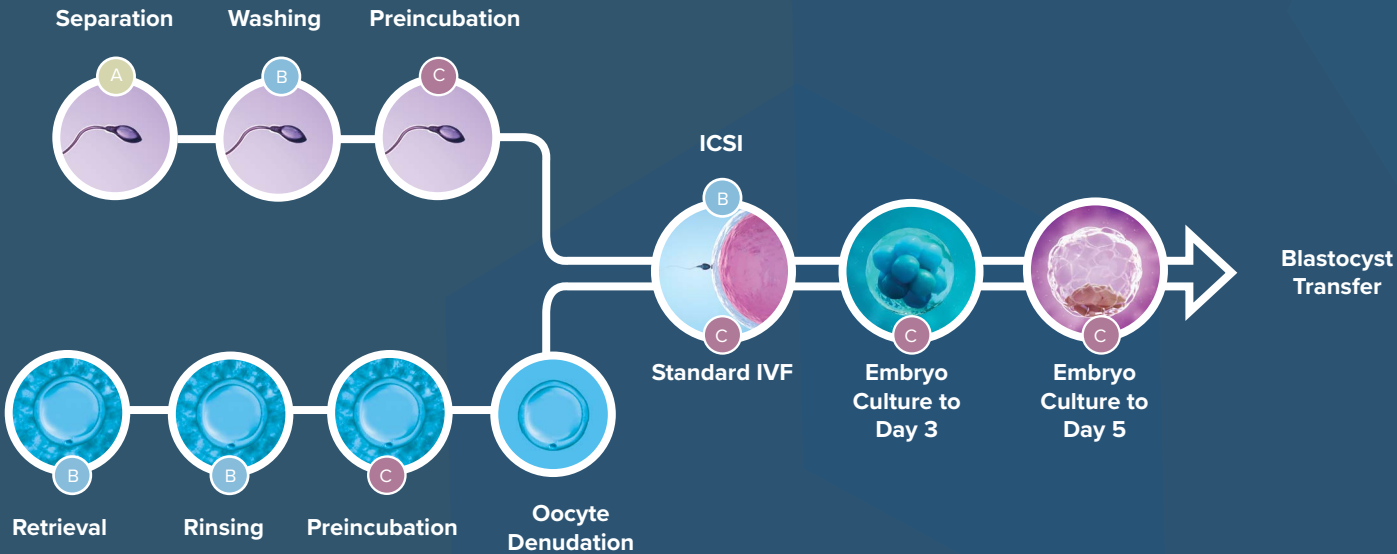 Separation
Washing
Preincubation
A
B
C
ICSI
B
C
Standard IVF
C
Embryo
Culture to
Day 3
C
Embryo
Culture to
Day 5
Blastocyst
Transfer
B
B
C
Retrieval
Rinsing
Preincubation
Oocyte
Denudation